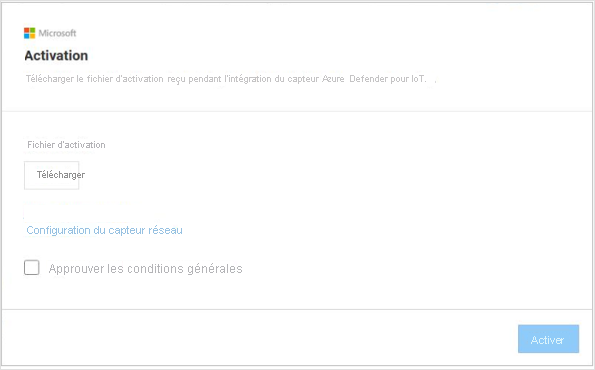 Microsoft
Activation
Télécharger le fichier d'activation reçu pendant l'intégration du capteur Azure Defender pour IoT. .
Fichier d'activation
Télécharger
Configuration du capteur réseau
Approuver les conditions générales
Activer